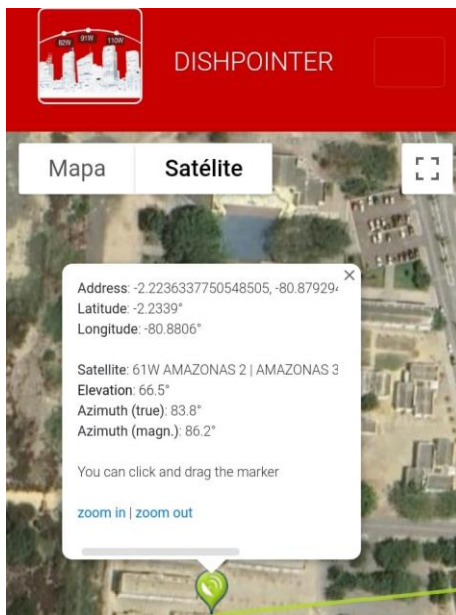 82W 91W 110W
DISHPOINTER
Mapa Satélite
Address: -2.2236337750548505, -80.87929
Latitude: -2.2339°
Longitude: -80.8806°
Satellite: 61W AMAZONAS 2 | AMAZONAS 3
Elevation: 66.5°
Azimuth (true): 83.8°
Azimuth (magn.): 86.2°
You can click and drag the marker
zoom in | zoom out